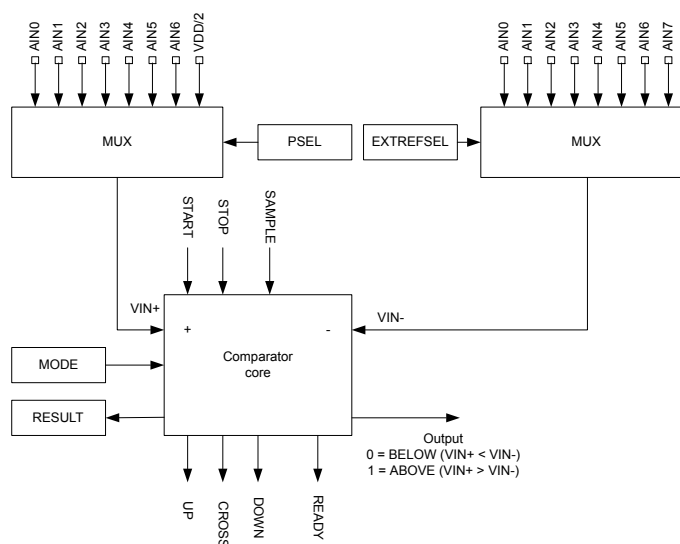 AIN0
AIN1
AIN2
AIN3
AIN4
AIN5
AIN6
VDD/2
AIN0
AIN1
AIN2
AIN3
AIN4
AIN5
AIN6
AIN7
MUX
PSEL
EXTREFSEL
MUX
START
STOP
SAMPLE
VIN+
VIN-
+
-
Comparator
core
MODE
RESULT
Output
0 = BELOW (VIN+ < VIN-)
1 = ABOVE (VIN+ > VIN-)
UP
CROSS
DOWN
READY